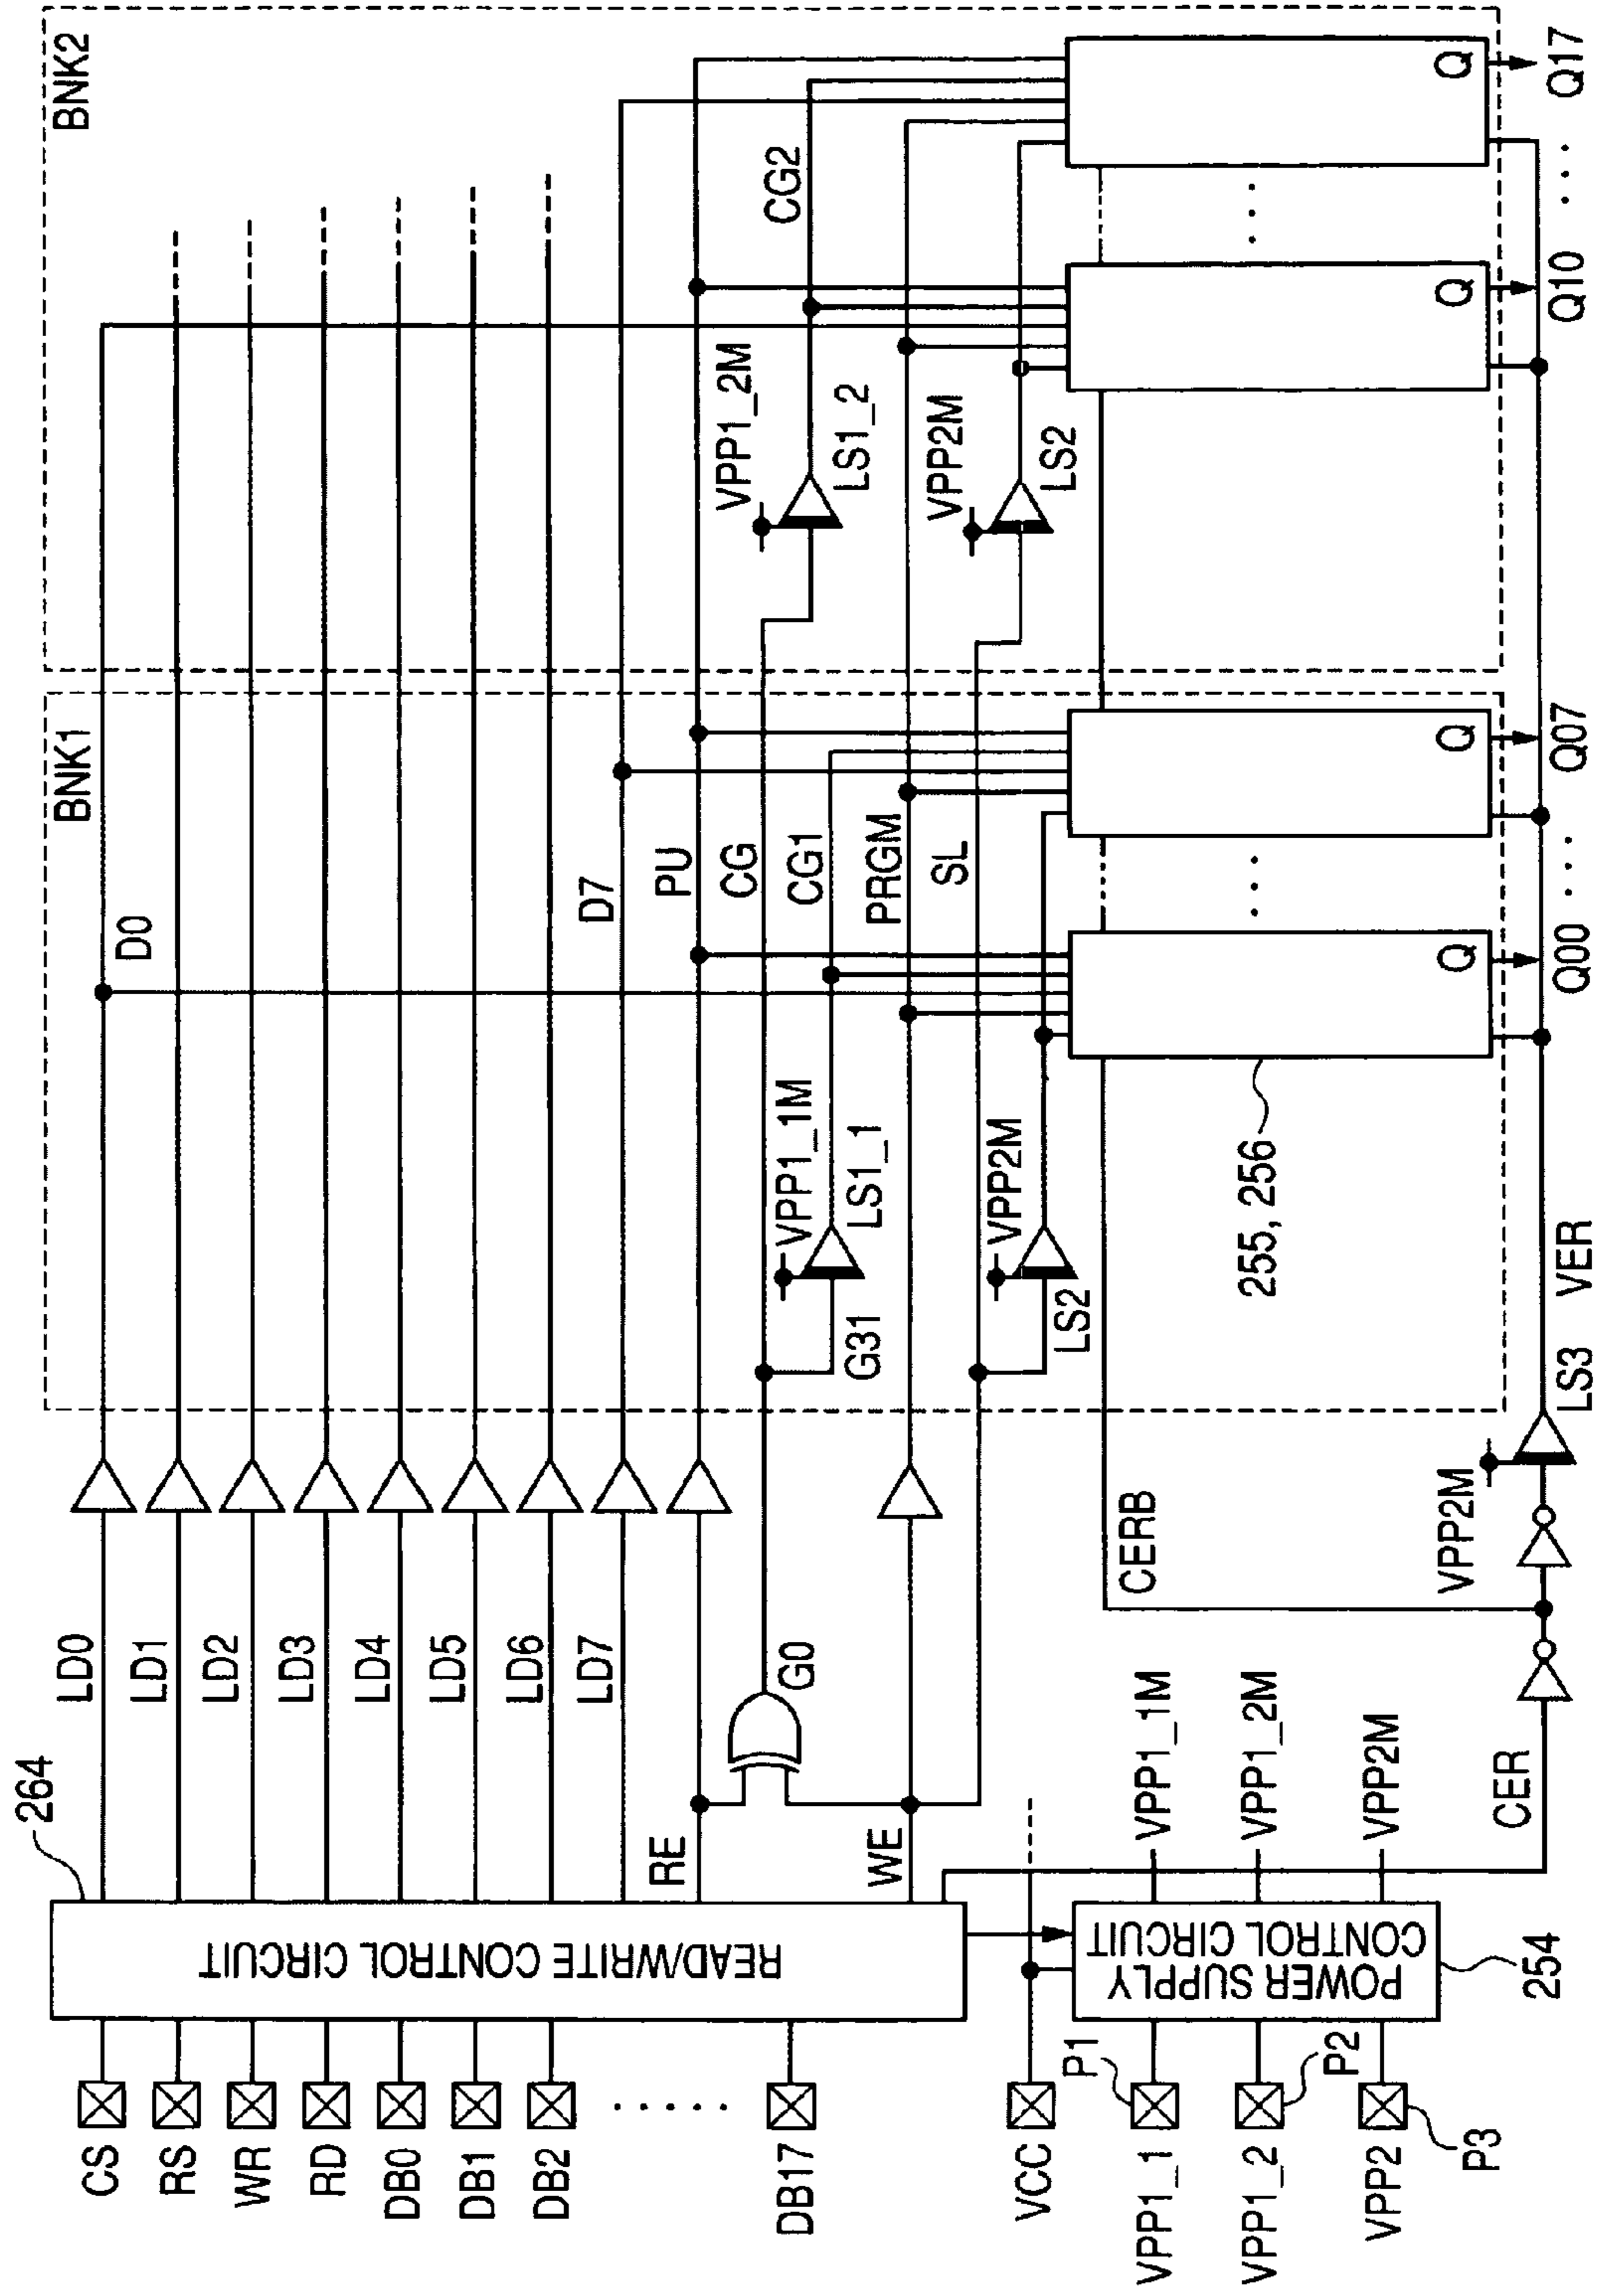 CS
RS
WR
RD
DB0
DB1
DB2
DB17
VCC
VPP1_1
VPP1_2
VPP2
P1
P2
P3
264
READ/WRITE CONTROL CIRCUIT
POWER SUPPLY
CONTROL CIRCUIT
254
LD0
LD1
LD2
LD3
LD4
LD5
LD6
LD7
RE
G0
WE
VPP1_1M
VPP1_2M
VPP2M
CER
CERB
VPP2M
LS3
VER
BNK1
D0
D7
PU
CG
CG1
PRGM
SL
VPP1_1M
LS1_1
G31
VPP2M
LS2
255, 256
Q
Q
Q00
...
Q07
BNK2
VPP1_2M
LS1_2
CG2
VPP2M
LS2
Q
Q
Q10
...
Q17